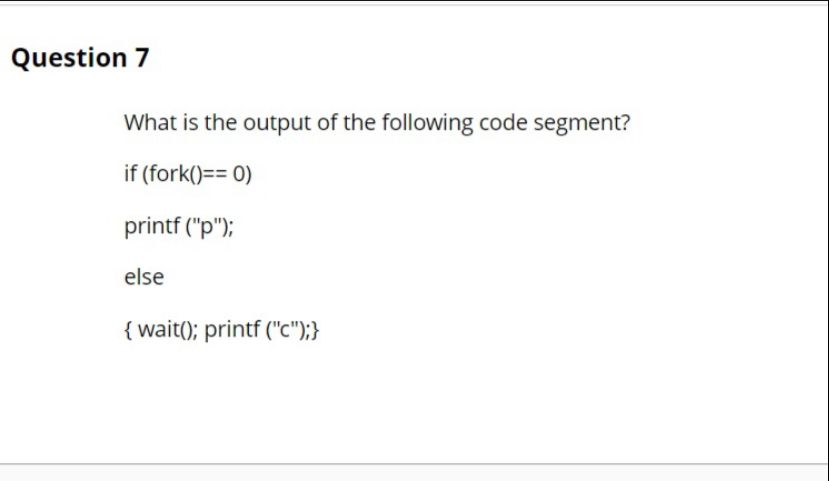 Question 7
What is the output of the following code segment?
if (fork()== 0)
printf ("p");
else
{ wait(); printf ("c");}